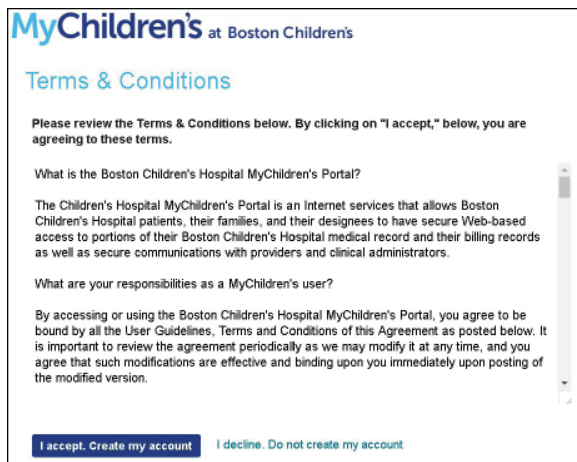 MyChildren's at Boston Children's
Terms & Conditions
Please review the Terms & Conditions below. By clicking on "I accept," below, you are
agreeing to these terms.
What is the Boston Children's Hospital MyChildren's Portal?
The Children's Hospital MyChildren's Portal is an Internet services that allows Boston
Children's Hospital patients, their families, and their designees to have secure Web-based
access to portions of their Boston Children's Hospital medical record and their billing records
as well as secure communications with providers and clinical administrators.
What are your responsibilities as a MyChildren's user?
By accessing or using the Boston Children's Hospital MyChildren's Portal, you agree to be
bound by all the User Guidelines, Terms and Conditions of this Agreement as posted below. It
is important to review the agreement periodically as we may modify it at any time, and you
agree that such modifications are effective and binding upon you immediately upon posting of
the modified version.
I accept. Create my account I decline. Do not create my account